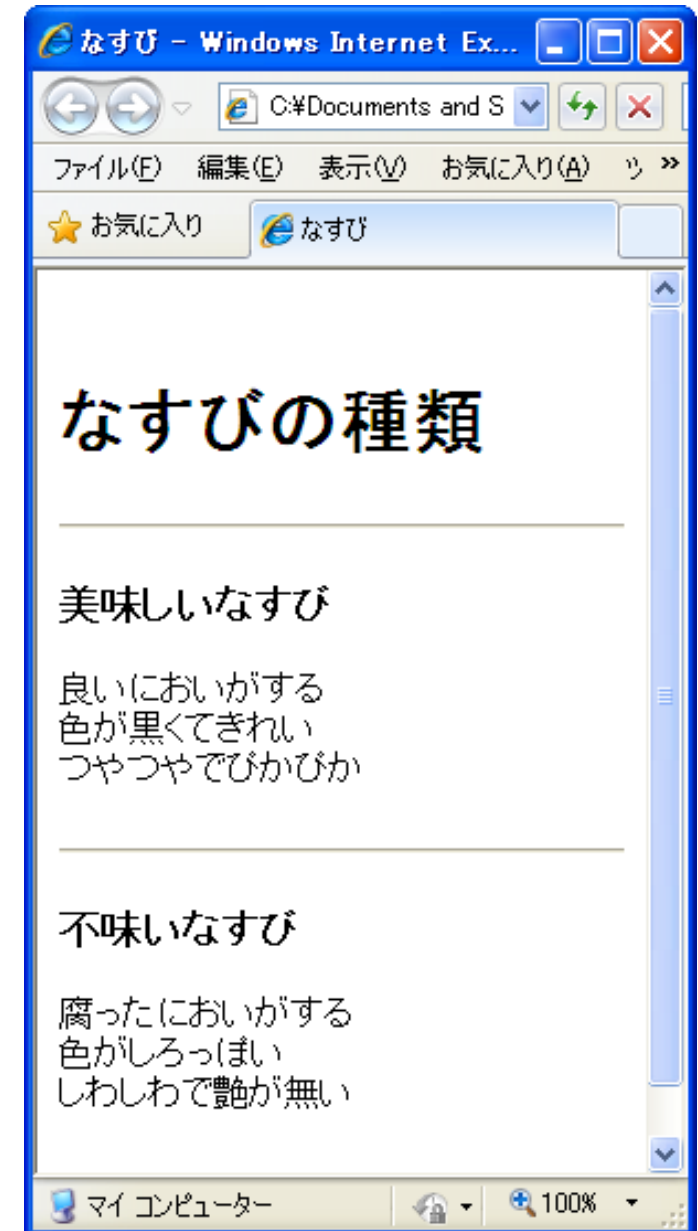 なすび - Windows Internet Ex...
C:¥Documents and S
ファイル(F) 編集(E) 表示(V) お気に入り(A) ツ »
お気に入り なすび
なすびの種類
美味しいなすび
良いにおいがする
色が黒くてきれい
つやつやでぴかぴか
不味いなすび
腐ったにおいがする
色がしろっぽい
しわしわで艶が無い
マイ コンピューター 100%